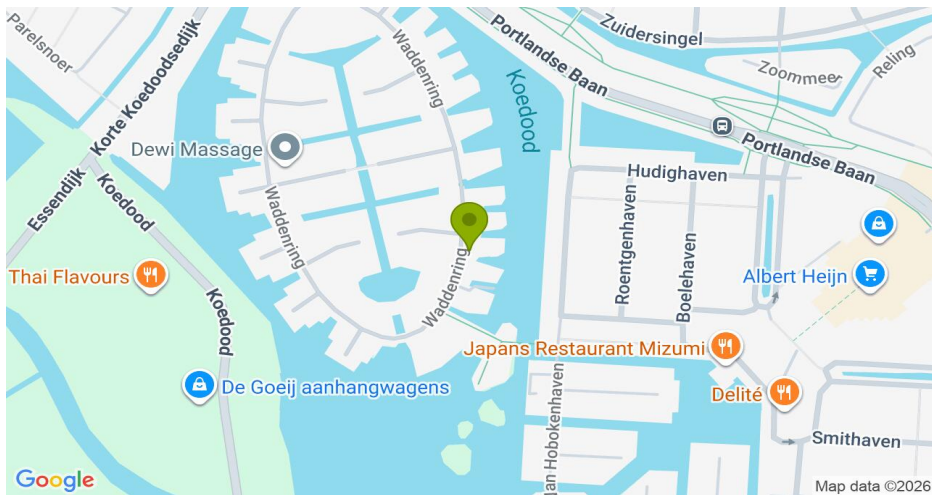 Parelsnoer
Korte Koedoodsedijk
Waddenring
Koedood
Portlandse Baan
Zuidersingel
Zoommeer
Reling
Dewi Massage
Portlandse Baan
Hudighaven
Essendijk
Koedood
Waddenring
Roentgenhaven
Boelehaven
Thai Flavours
Albert Heijn
Waddenring
Koedood
Japans Restaurant Mizumi
De Goeij aanhangwagens
Delité
Jan Hobokenhaven
Smithaven
Google
Map data ©2026